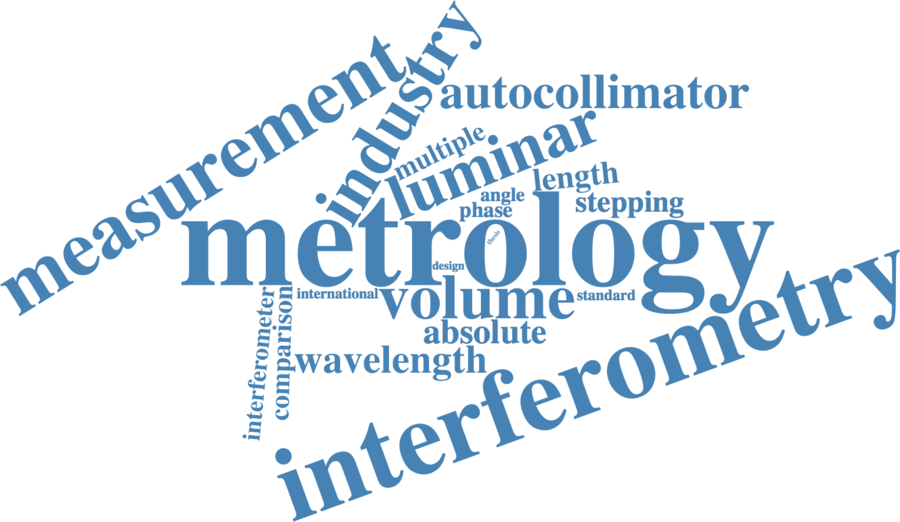 measurement
industry
autocollimator
multiple
luminar
length
angle
stepping
phase
metrology
thesis
design
international
volume
standard
interferometer
comparison
absolute
wavelength
interferometry